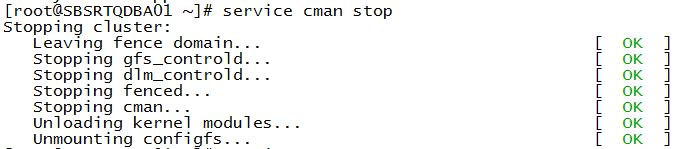 [root@SBSRTQDBA01 ~]# service cman stop
Stopping cluster:
Leaving fence domain... [ OK ]
Stopping gfs_controld... [ OK ]
Stopping dlm_controld... [ OK ]
Stopping fenced... [ OK ]
Stopping cman... [ OK ]
Unloading kernel modules... [ OK ]
Unmounting configfs... [ OK ]